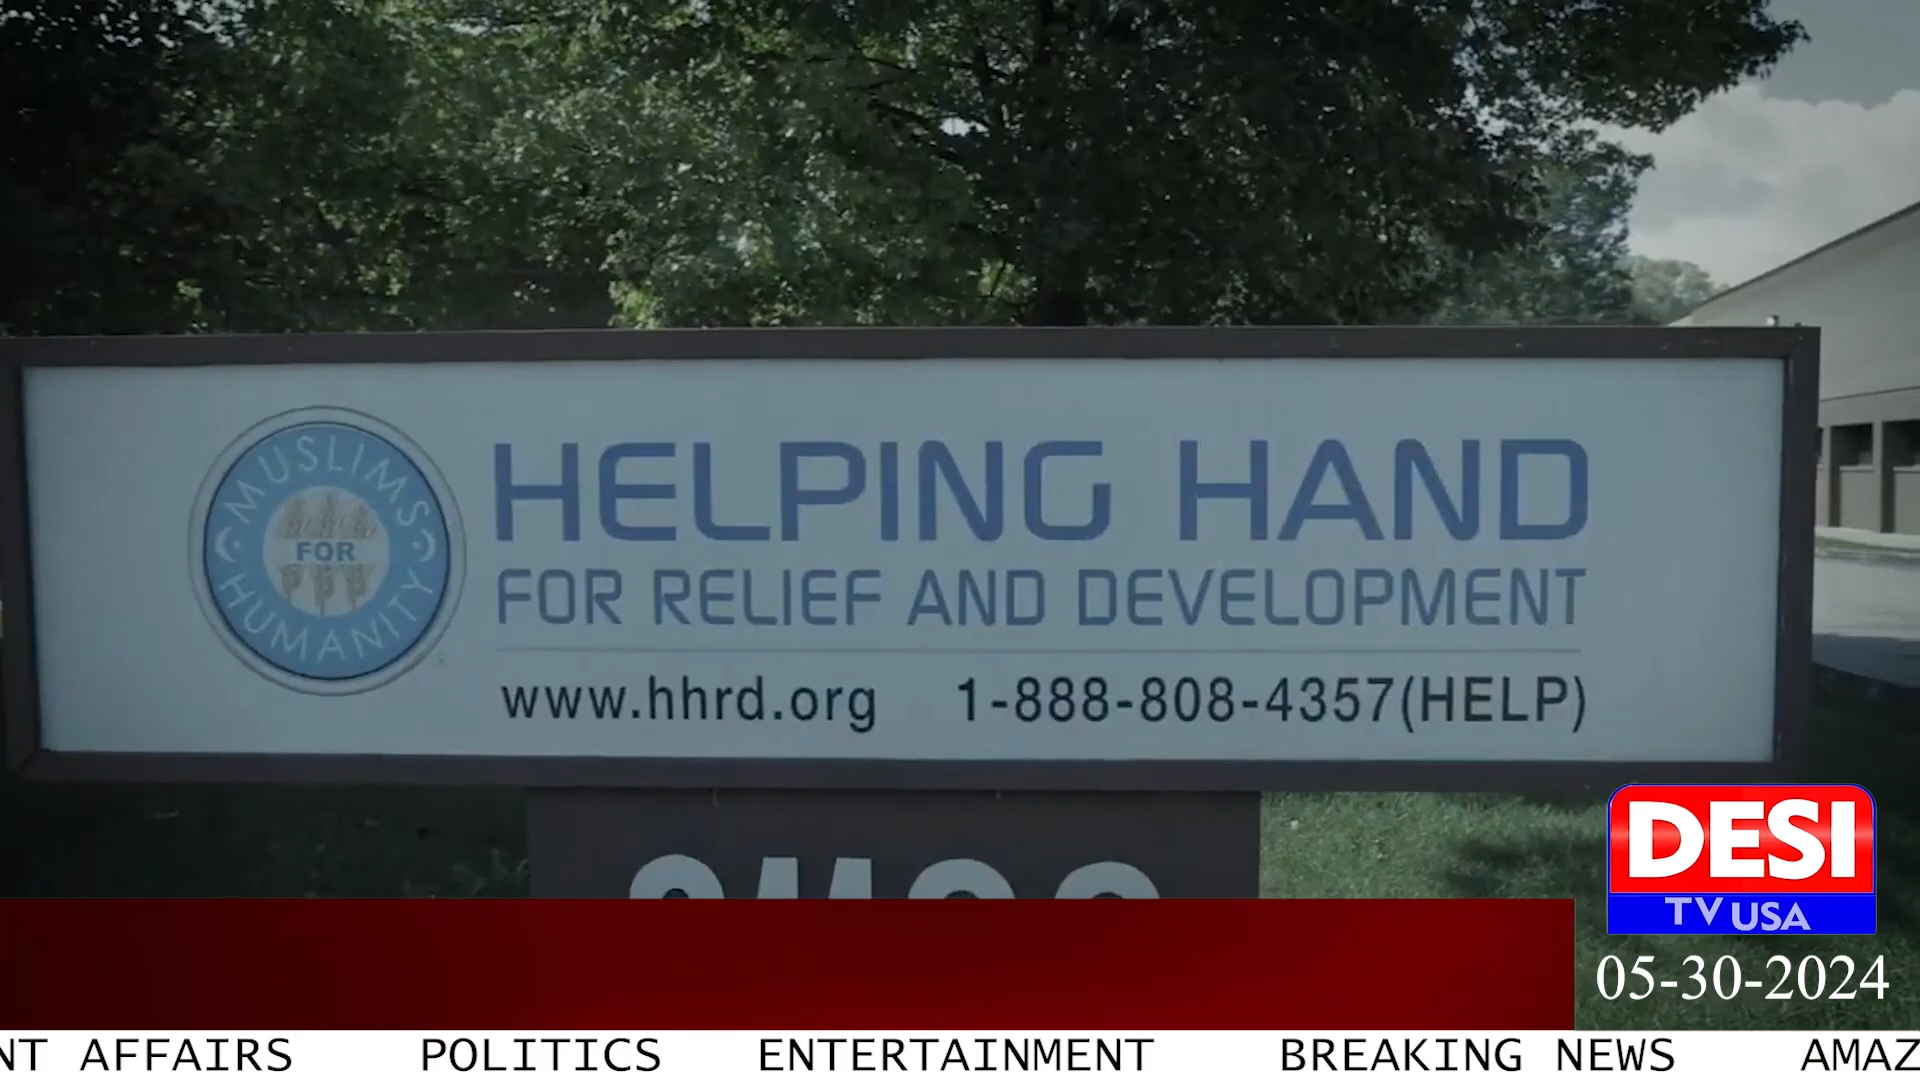 MUSLIMS
FOR
HUMANITY
HELPING HAND
FOR RELIEF AND DEVELOPMENT
www.hhrd.org 1-888-808-4357(HELP)
DESI
TV USA
05-30-2024
NT AFFAIRS POLITICS ENTERTAINMENT BREAKING NEWS AMAZ